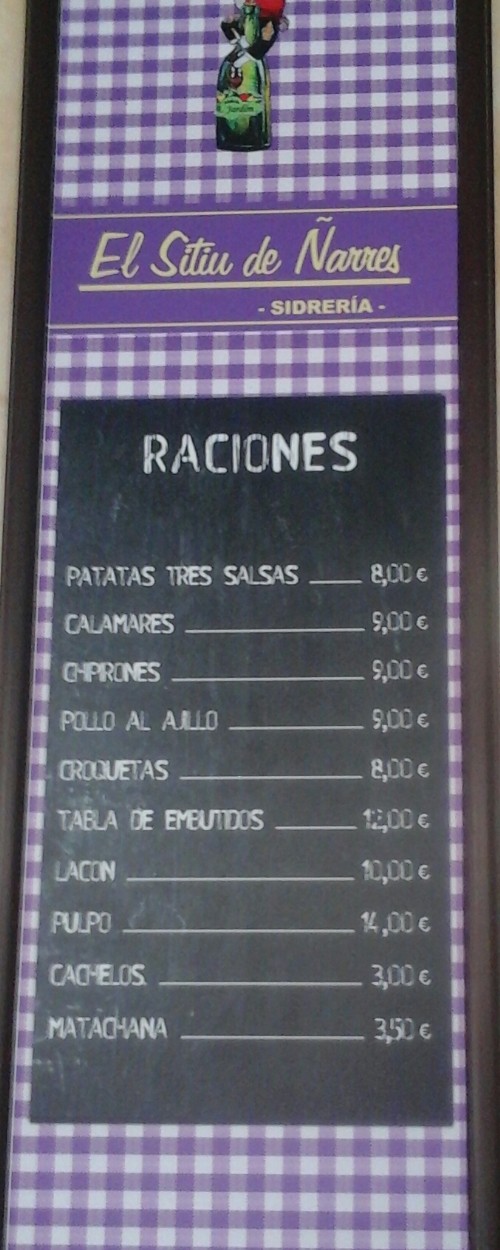 El Sitiu de Ñarres
- SIDRERÍA -
RACIONES
PATATAS TRES SALSAS 8,00 €
CALAMARES 9,00 €
CHIPIRONES 9,00 €
POLLO AL AJILLO 9,00 €
CROQUETAS 8,00 €
TABLA DE EMBUTIDOS 12,00 €
LACON 10,00 €
PULPO 14,00 €
CACHELOS 3,00 €
MATACHANA 3,50 €